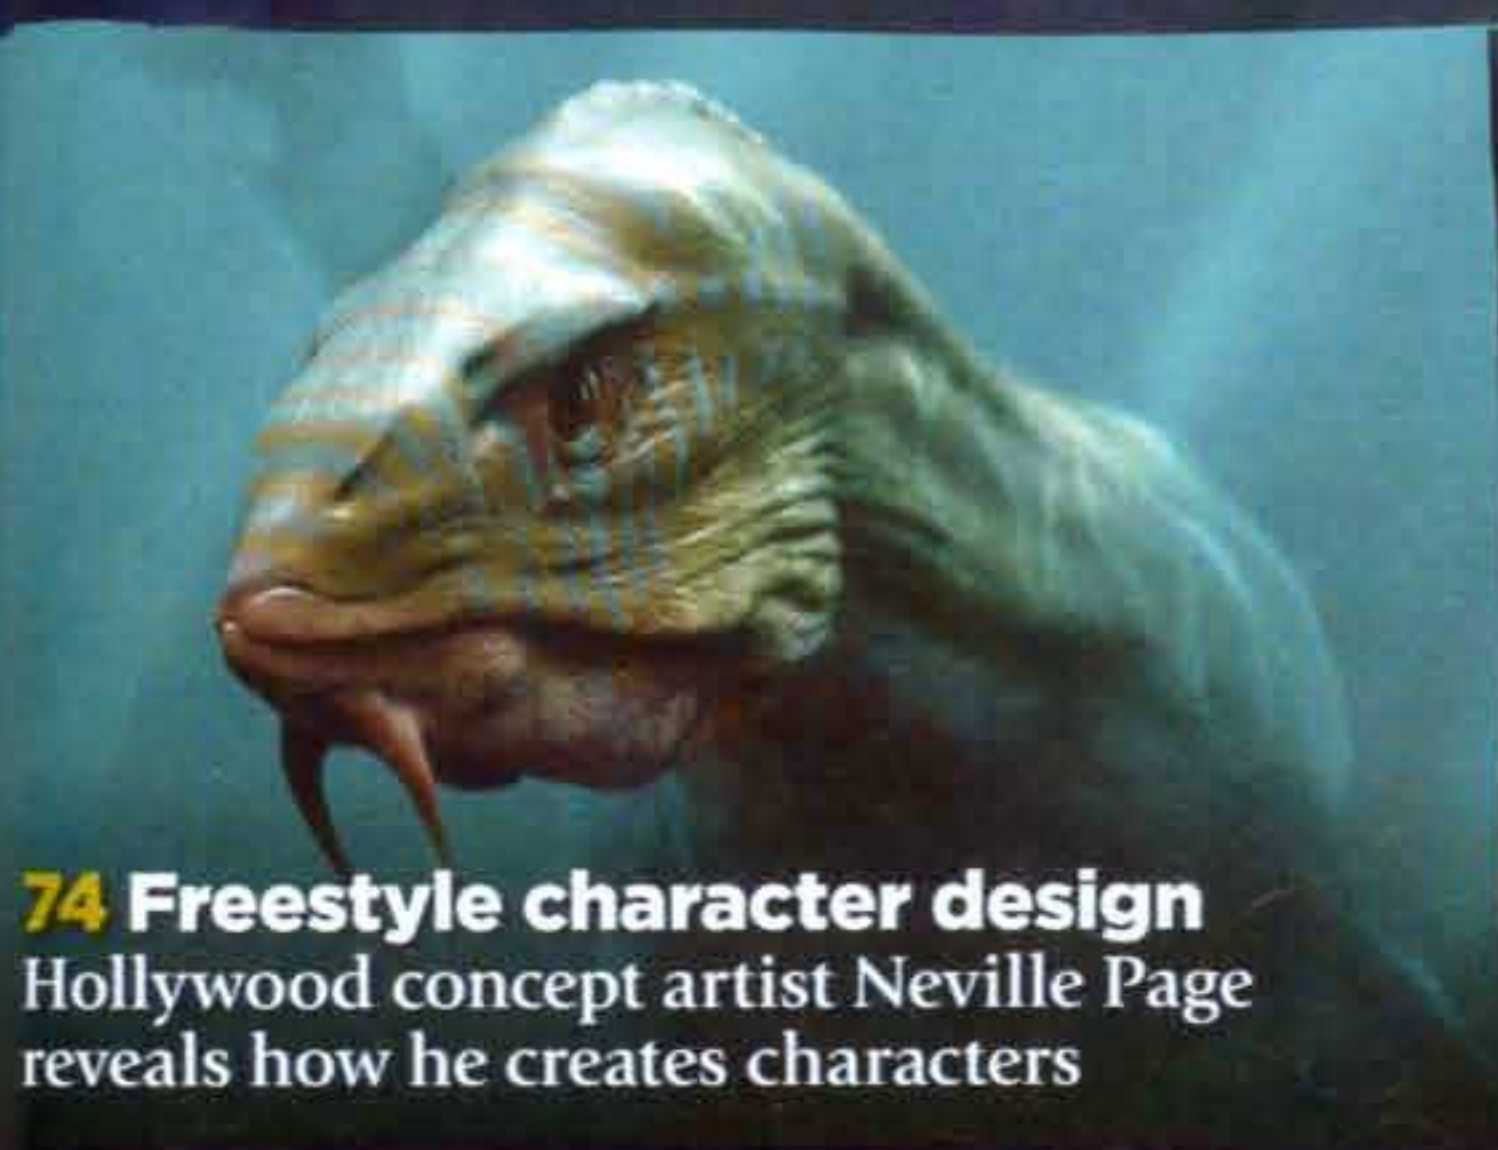 74 Freestyle character design
Hollywood concept artist Neville Page
reveals how he creates characters